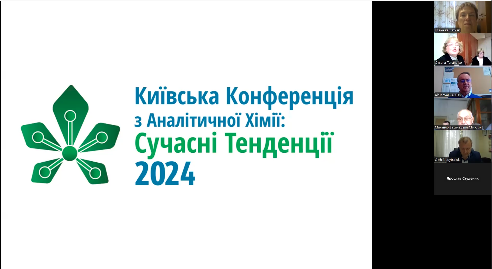 Київська Конференція
з Аналітичної Хімії:
Сучасні Тенденції
2024